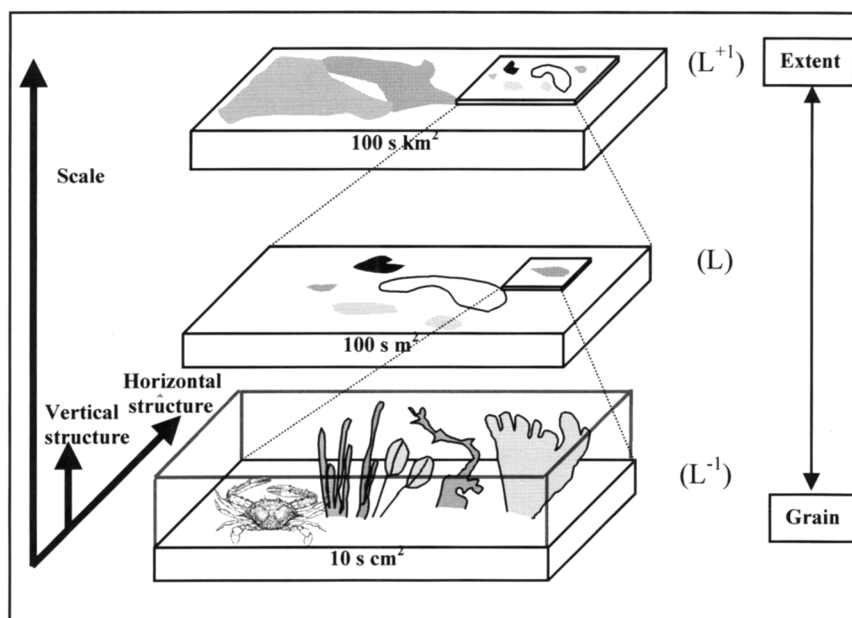 (L⁺¹)
Extent
100 s km²
Scale
(L)
100 s m²
Horizontal
structure
Vertical
structure
(L⁻¹)
Grain
10 s cm²